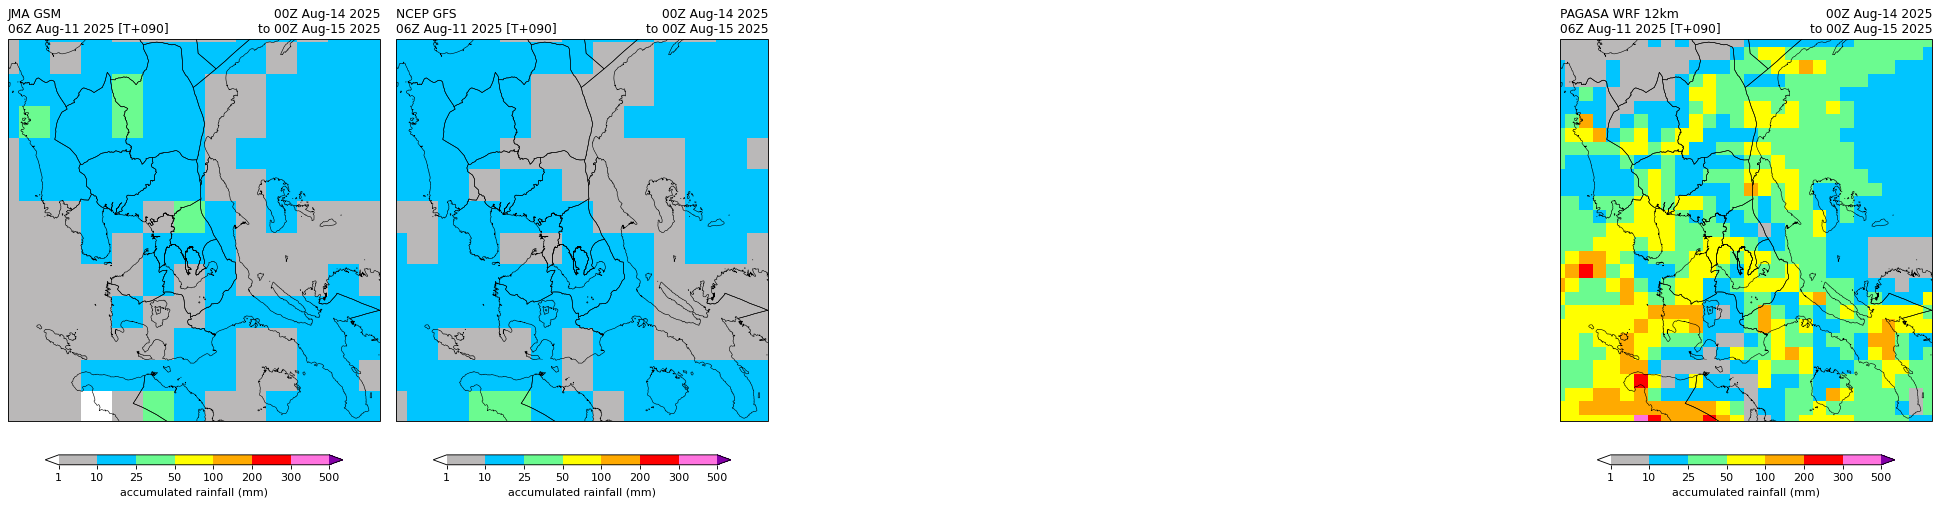 JMA GSM 00Z Aug-14 2025
06Z Aug-11 2025 [T+090] to 00Z Aug-15 2025
1 10 25 50 100 200 300 500
accumulated rainfall (mm)
NCEP GFS 00Z Aug-14 2025
06Z Aug-11 2025 [T+090] to 00Z Aug-15 2025
1 10 25 50 100 200 300 500
accumulated rainfall (mm)
PAGASA WRF 12km 00Z Aug-14 2025
06Z Aug-11 2025 [T+090] to 00Z Aug-15 2025
1 10 25 50 100 200 300 500
accumulated rainfall (mm)